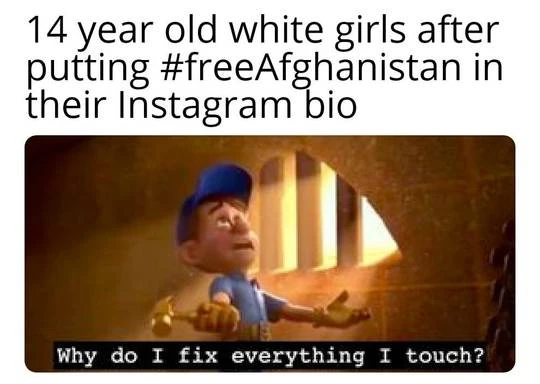 14 year old white girls after
putting #freeAfghanistan in
their Instagram bio
Why do I fix everything I touch?